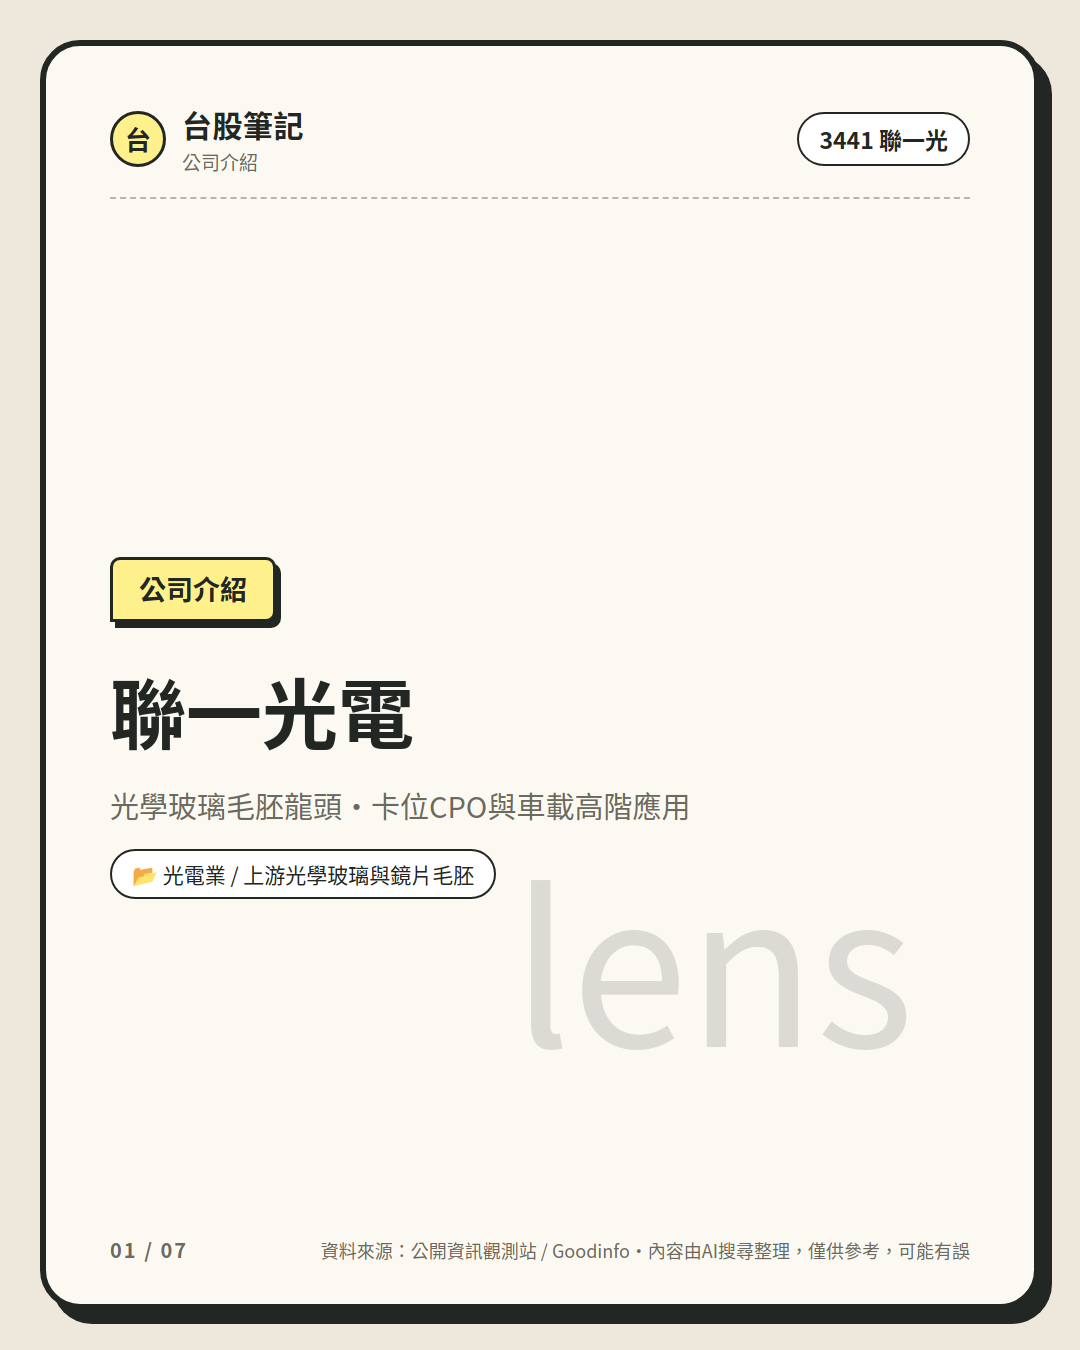 台
台股筆記
公司介紹
3441 聯一光
公司介紹
聯一光電
光學玻璃毛胚龍頭・卡位CPO與車載高階應用
📂 光電業 / 上游光學玻璃與鏡片毛胚
lens
01 / 07
資料來源：公開資訊觀測站 / Goodinfo・內容由AI搜尋整理，僅供參考，可能有誤